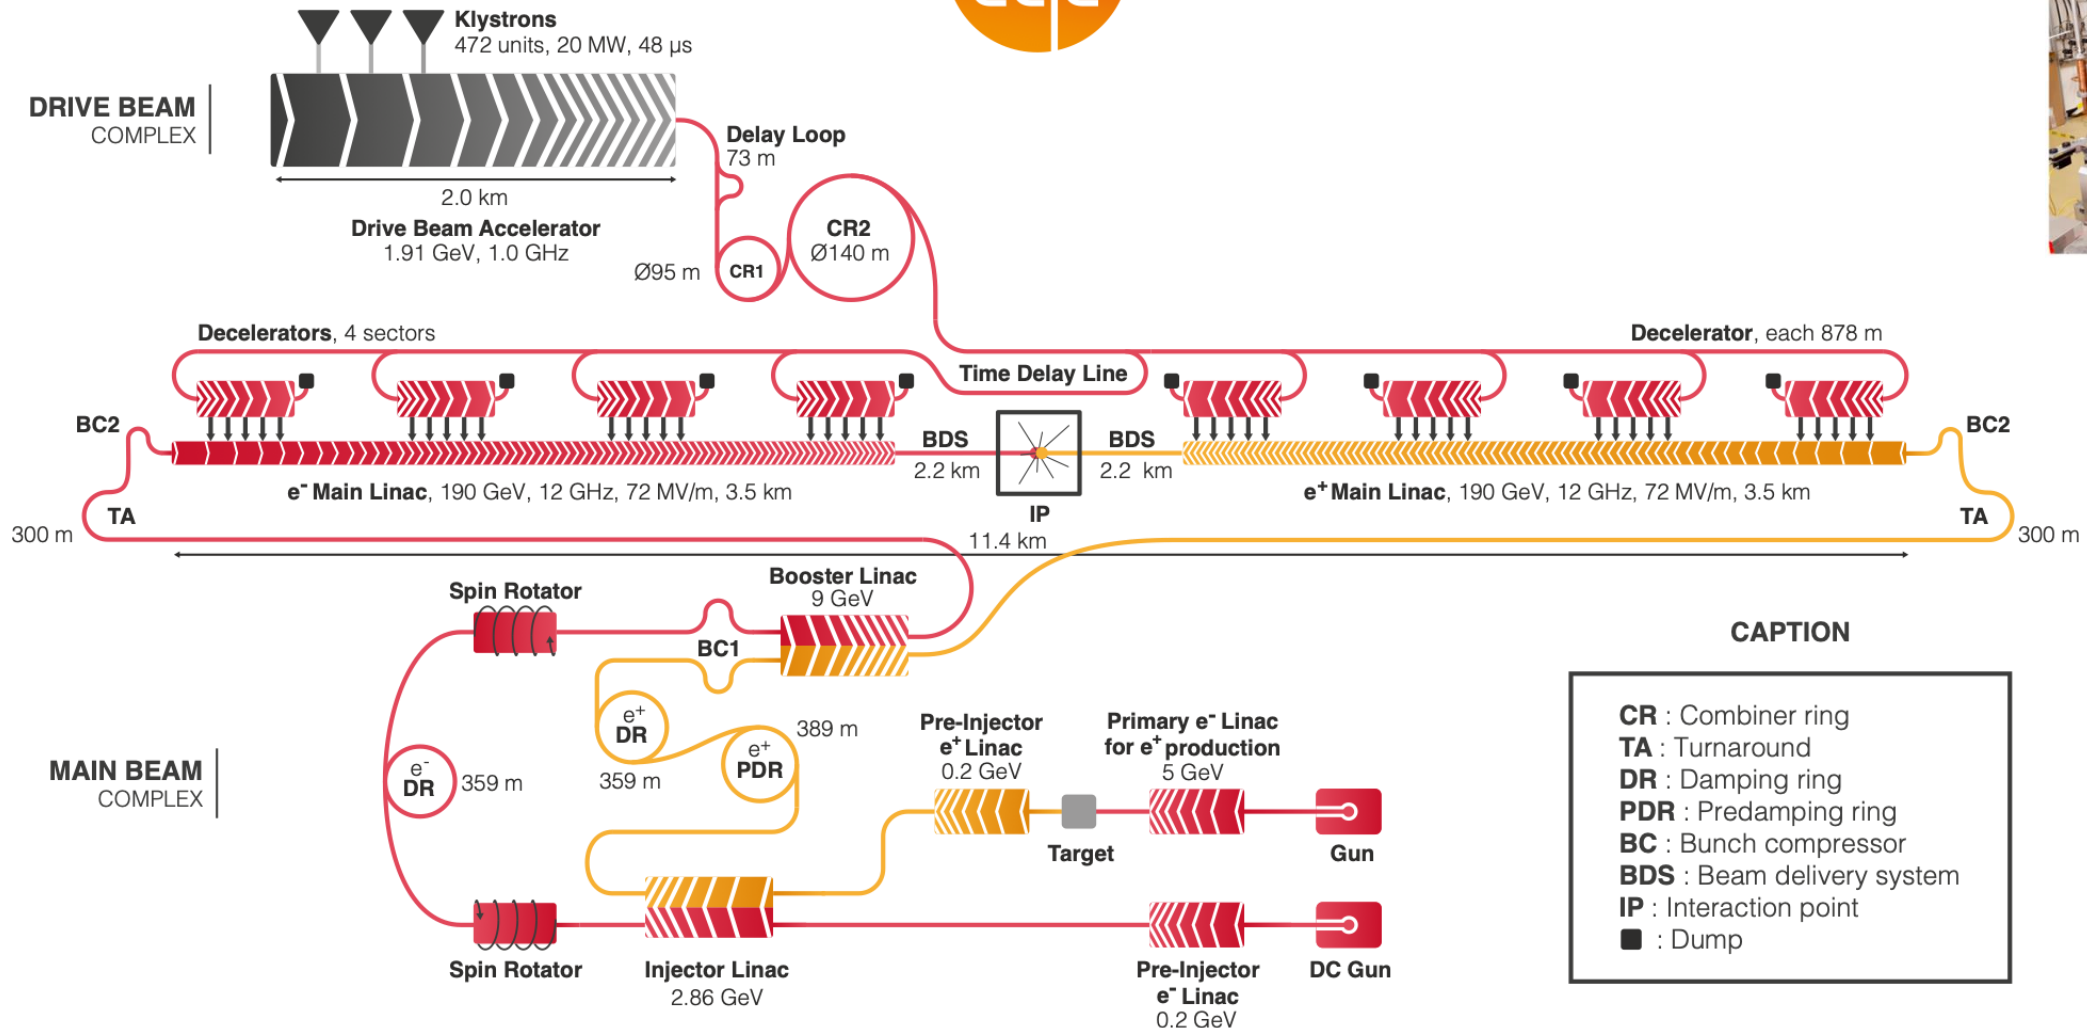 Klystrons
472 units, 20 MW, 48 µs
DRIVE BEAM
COMPLEX
Delay Loop
73 m
2.0 km
Drive Beam Accelerator
1.91 GeV, 1.0 GHz
CR2
Ø140 m
Ø95 m
CR1
Decelerators, 4 sectors
Decelerator, each 878 m
Time Delay Line
BC2
BC2
BDS
2.2 km
BDS
2.2 km
e- Main Linac, 190 GeV, 12 GHz, 72 MV/m, 3.5 km
e+ Main Linac, 190 GeV, 12 GHz, 72 MV/m, 3.5 km
IP
TA
TA
300 m
300 m
11.4 km
Booster Linac
9 GeV
Spin Rotator
BC1
CAPTION
CR : Combiner ring
TA : Turnaround
DR : Damping ring
PDR : Predamping ring
BC : Bunch compressor
BDS : Beam delivery system
IP : Interaction point
: Dump
MAIN BEAM
COMPLEX
e-
DR
359 m
e+
DR
359 m
e+
PDR
389 m
Pre-Injector
e+ Linac
0.2 GeV
Primary e- Linac
for e+ production
5 GeV
Target
Gun
Spin Rotator
Injector Linac
2.86 GeV
Pre-Injector
e- Linac
0.2 GeV
DC Gun